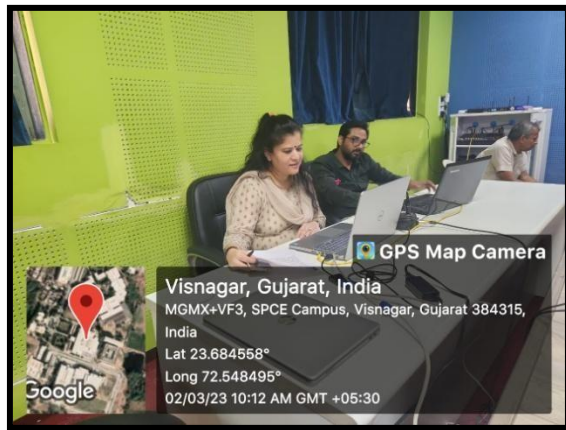 GPS Map Camera
Visnagar, Gujarat, India
MGMX+VF3, SPCE Campus, Visnagar, Gujarat 384315,
India
Lat 23.684558°
Long 72.548495°
02/03/23 10:12 AM GMT +05:30
Google